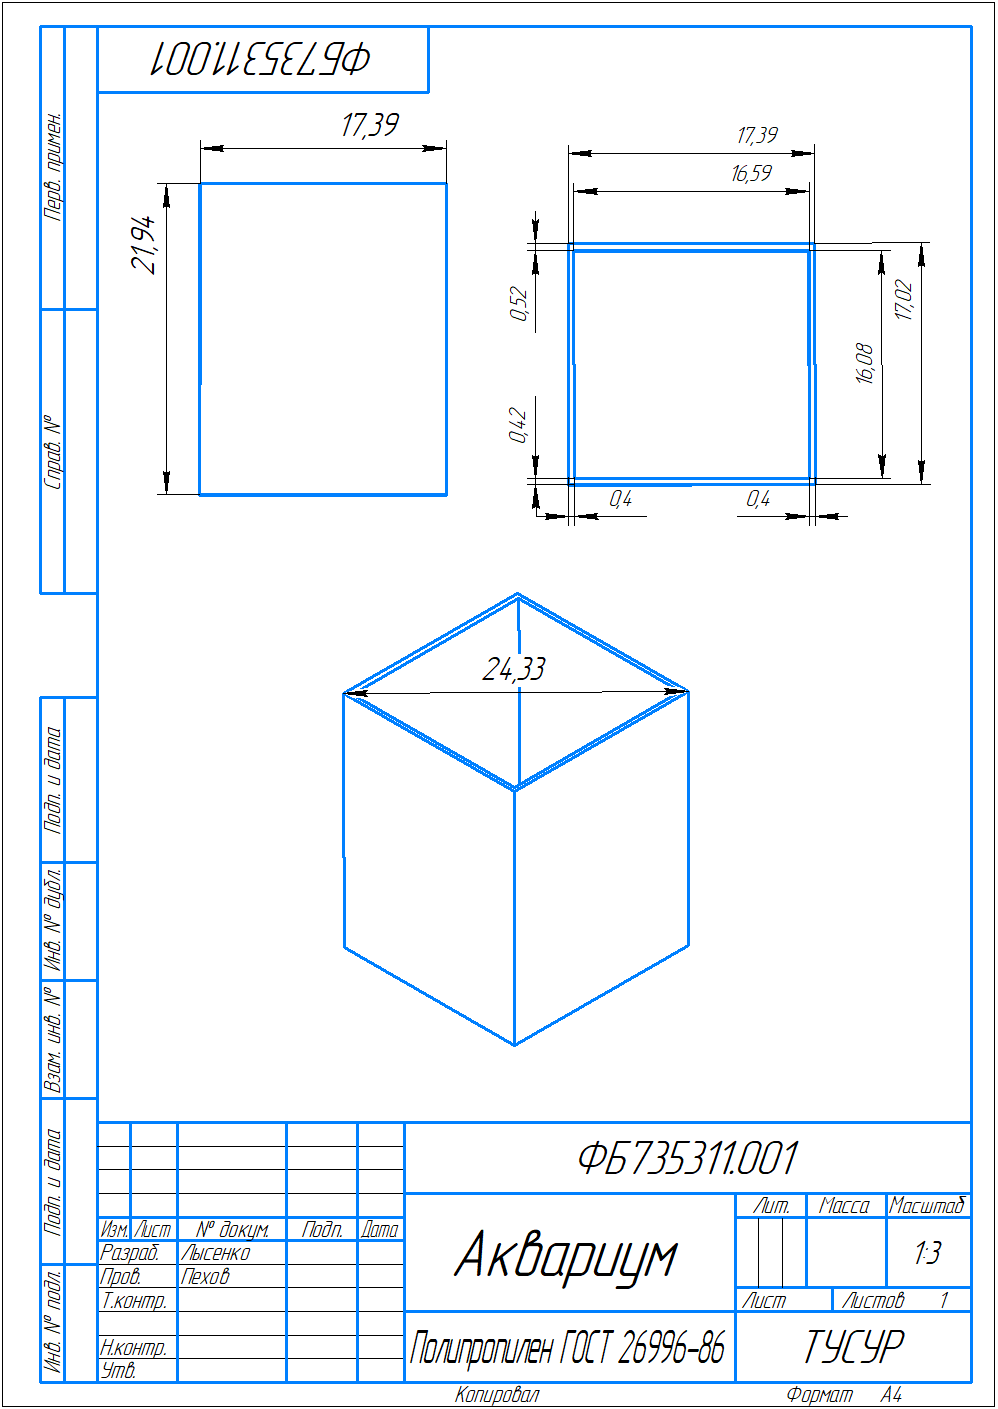 ФБ735311.001
Перв. примен.
Справ. №
Подп. и дата
Инв. № дубл.
Взам. инв. №
Подп. и дата
Инв. № подл.
17,39
21,94
17,39
16,59
0,52
0,42
16,08
17,02
0,4
0,4
24,33
ФБ735311.001
Лит. Масса Масштаб
Изм. Лист № докум. Подп. Дата
Разраб. Лысенко
Пров. Пехов
Т.контр.
Н.контр.
Утв.
Аквариум
1:3
Лист Листов 1
Полипропилен ГОСТ 26996-86
ТУСУР
Копировал Формат А4